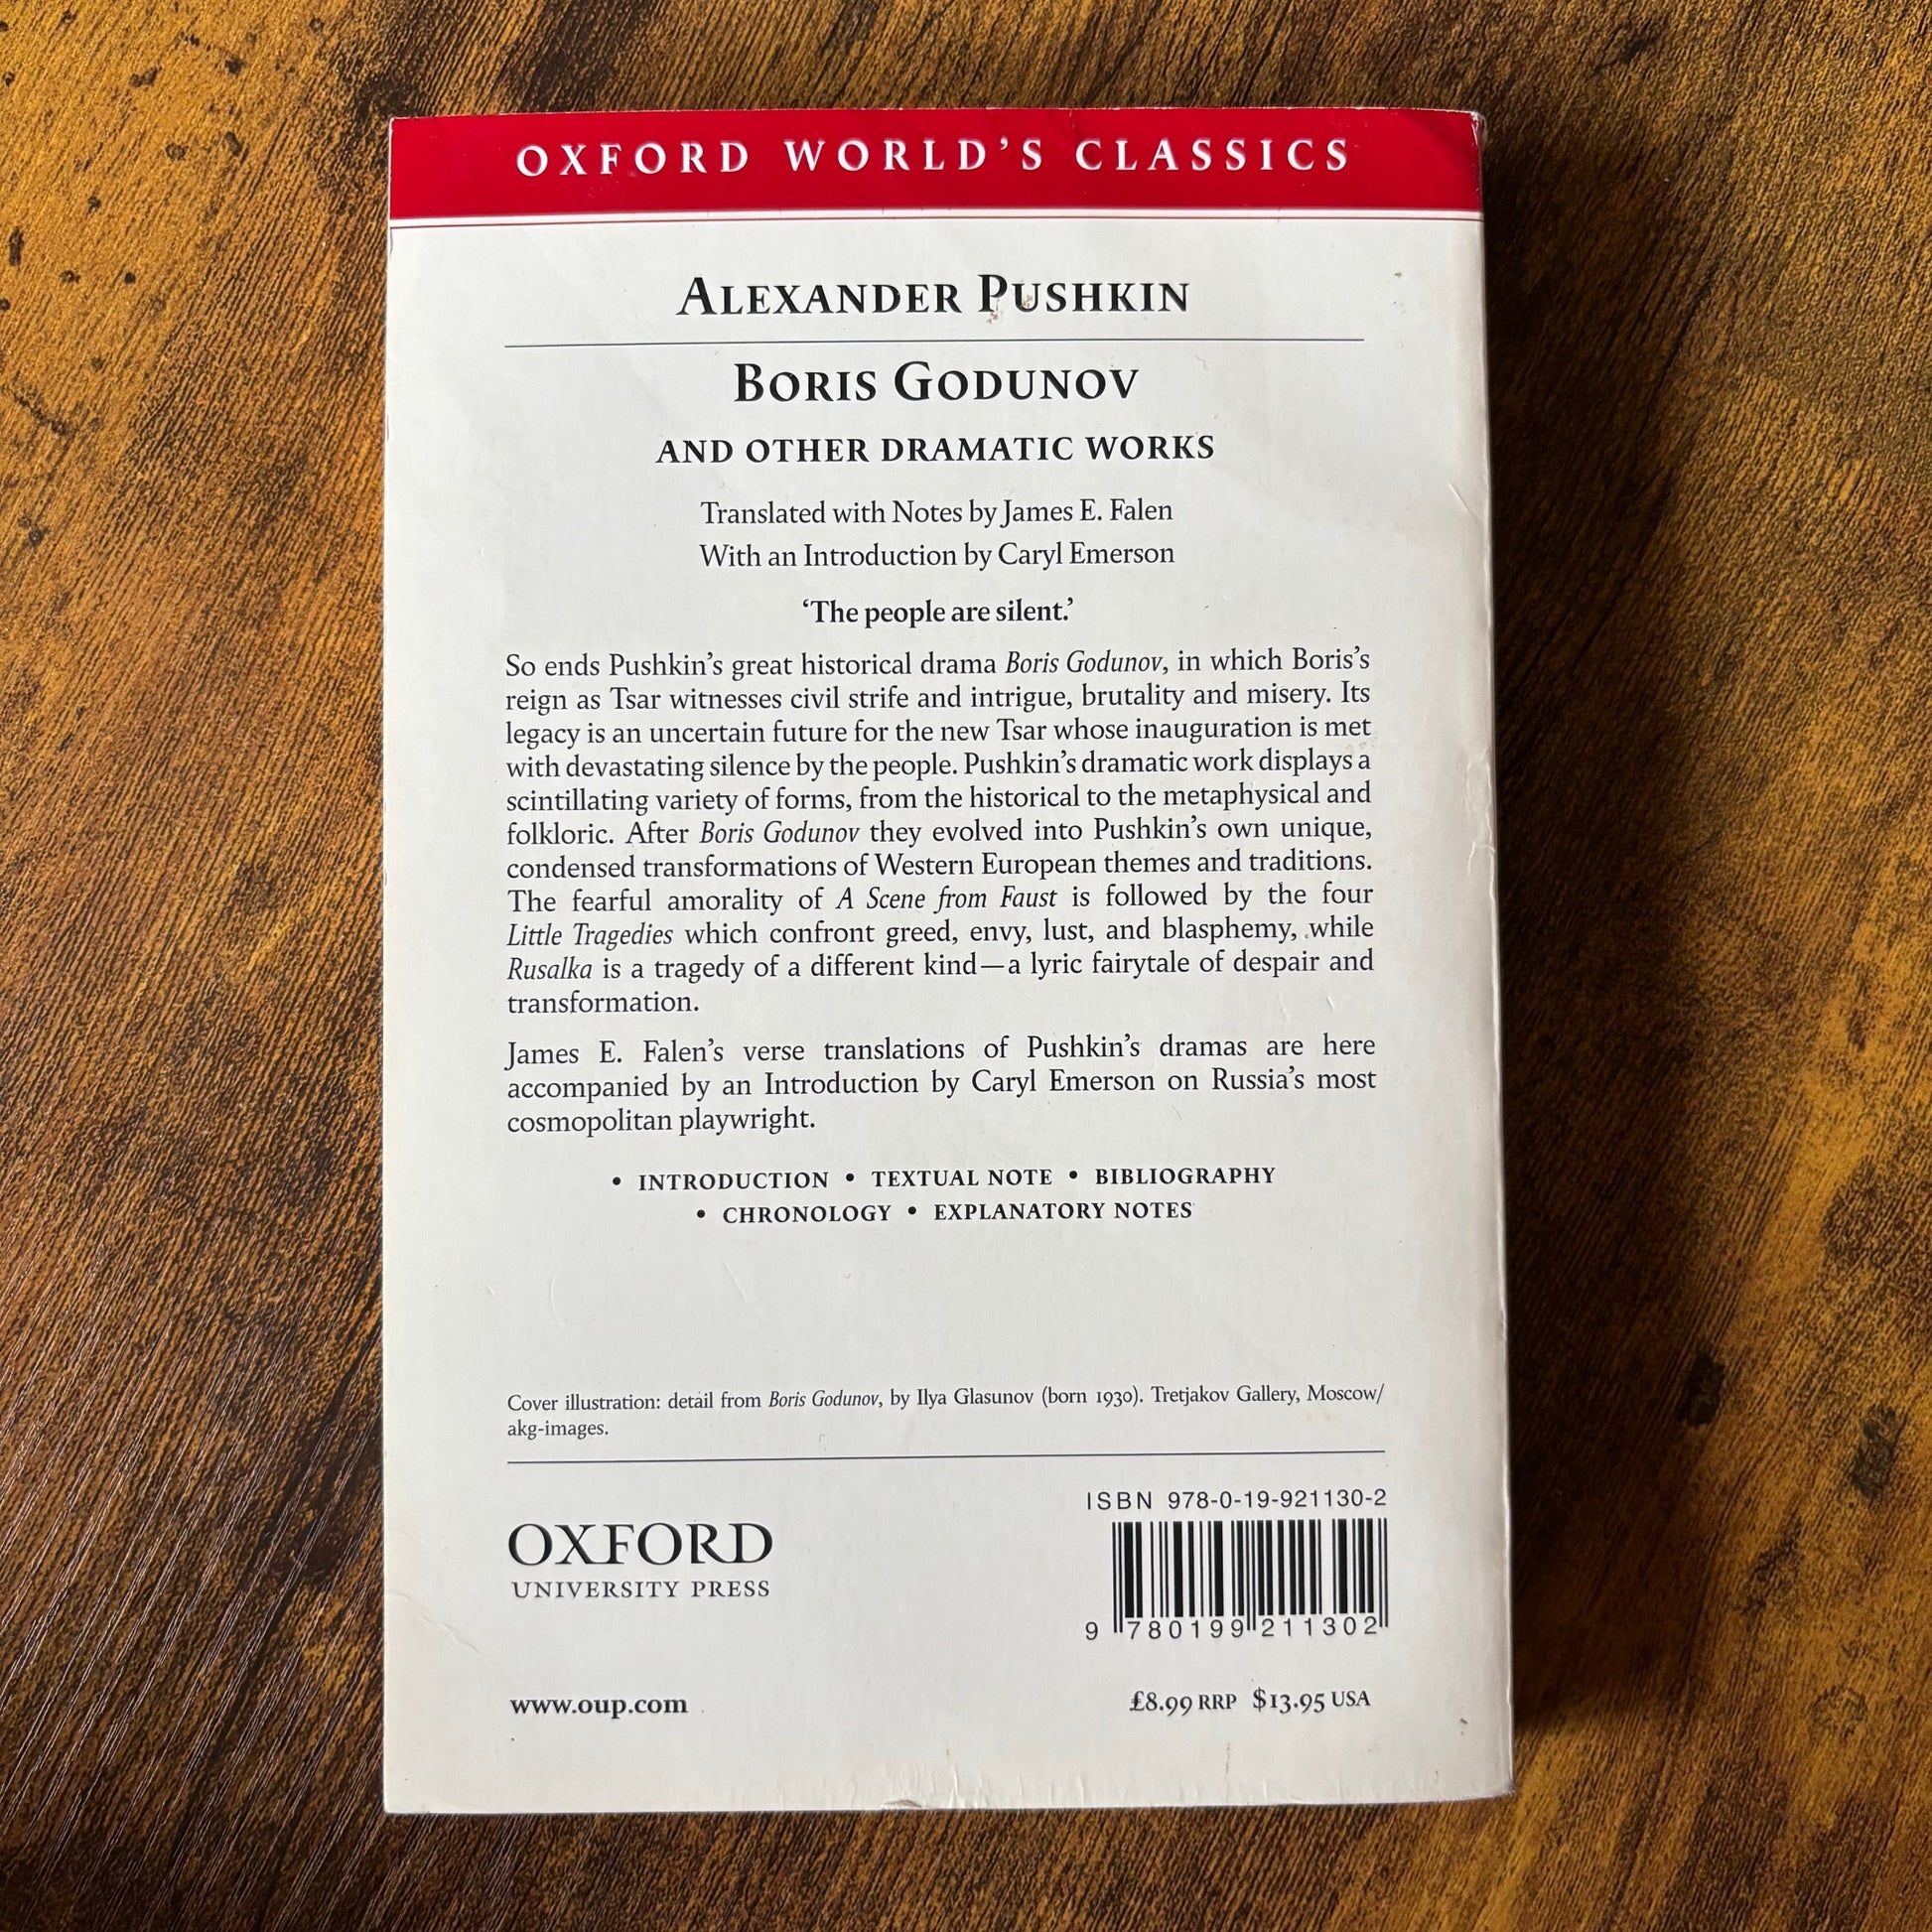 OXFORD WORLD'S CLASSICS
ALEXANDER PUSHKIN
BORIS GODUNOV
AND OTHER DRAMATIC WORKS
Translated with Notes by James E. Falen
With an Introduction by Caryl Emerson
‘The people are silent.’
So ends Pushkin’s great historical drama Boris Godunov, in which Boris’s
reign as Tsar witnesses civil strife and intrigue, brutality and misery. Its
legacy is an uncertain future for the new Tsar whose inauguration is met
with devastating silence by the people. Pushkin’s dramatic work displays a
scintillating variety of forms, from the historical to the metaphysical and
folkloric. After Boris Godunov they evolved into Pushkin’s own unique,
condensed transformations of Western European themes and traditions.
The fearful amorality of A Scene from Faust is followed by the four
Little Tragedies which confront greed, envy, lust, and blasphemy, while
Rusalka is a tragedy of a different kind—a lyric fairytale of despair and
transformation.
James E. Falen’s verse translations of Pushkin’s dramas are here
accompanied by an Introduction by Caryl Emerson on Russia’s most
cosmopolitan playwright.
• INTRODUCTION • TEXTUAL NOTE • BIBLIOGRAPHY
• CHRONOLOGY • EXPLANATORY NOTES
Cover illustration: detail from Boris Godunov, by Ilya Glasunov (born 1930). Tretjakov Gallery, Moscow/
akg-images.
ISBN 978-0-19-921130-2
OXFORD
UNIVERSITY PRESS
9 780199 211302
www.oup.com
£8.99 RRP $13.95 USA